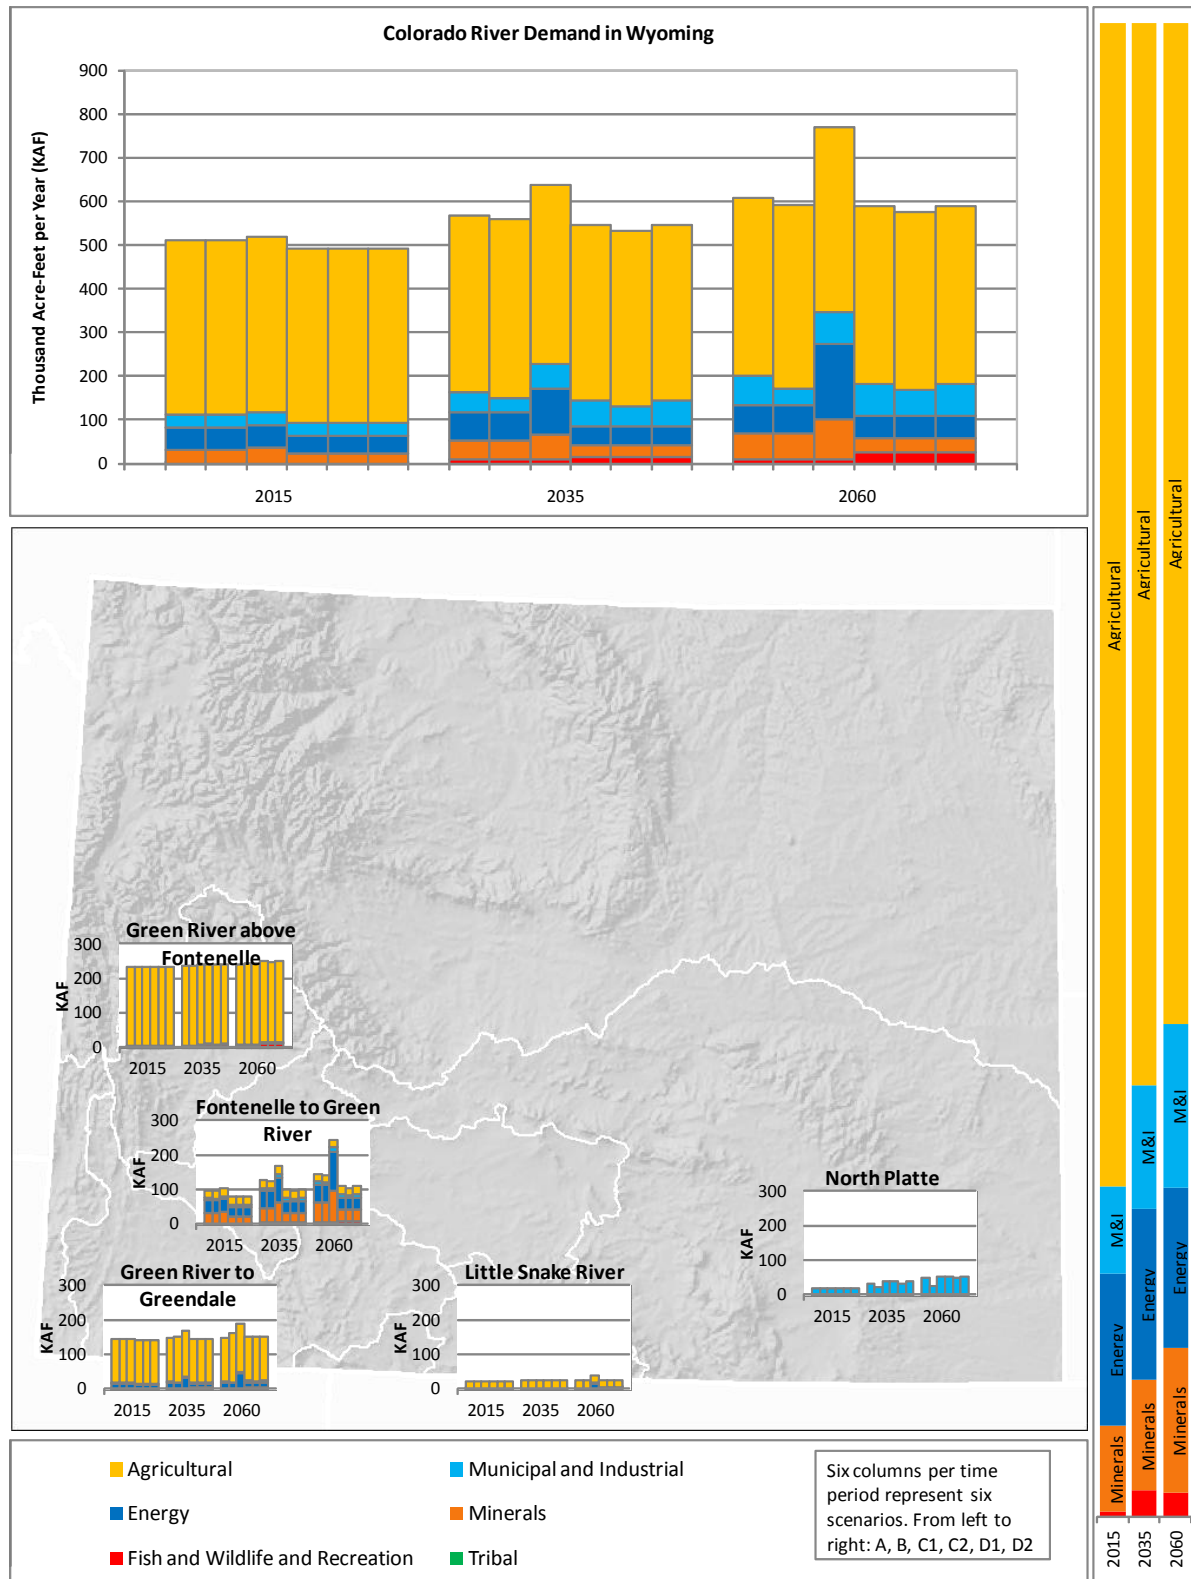 Colorado River Demand in Wyoming
Thousand Acre-Feet per Year (KAF)
900
800
700
600
500
400
300
200
100
0
2015
2035
2060
Green River above
Fontenelle
KAF
300
200
100
0
2015
2035
2060
Fontenelle to Green
River
KAF
300
200
100
0
2015
2035
2060
Green River to
Greendale
KAF
300
200
100
0
2015
2035
2060
Little Snake River
KAF
300
200
100
0
2015
2035
2060
North Platte
KAF
300
200
100
0
2015
2035
2060
Agricultural
Municipal and Industrial
Energy
Minerals
Fish and Wildlife and Recreation
Tribal
Six columns per time
period represent six
scenarios. From left to
right: A, B, C1, C2, D1, D2
Agricultural
M&I
Energy
Minerals
2015
Agricultural
M&I
Energy
Minerals
2035
Agricultural
M&I
Energy
Minerals
2060